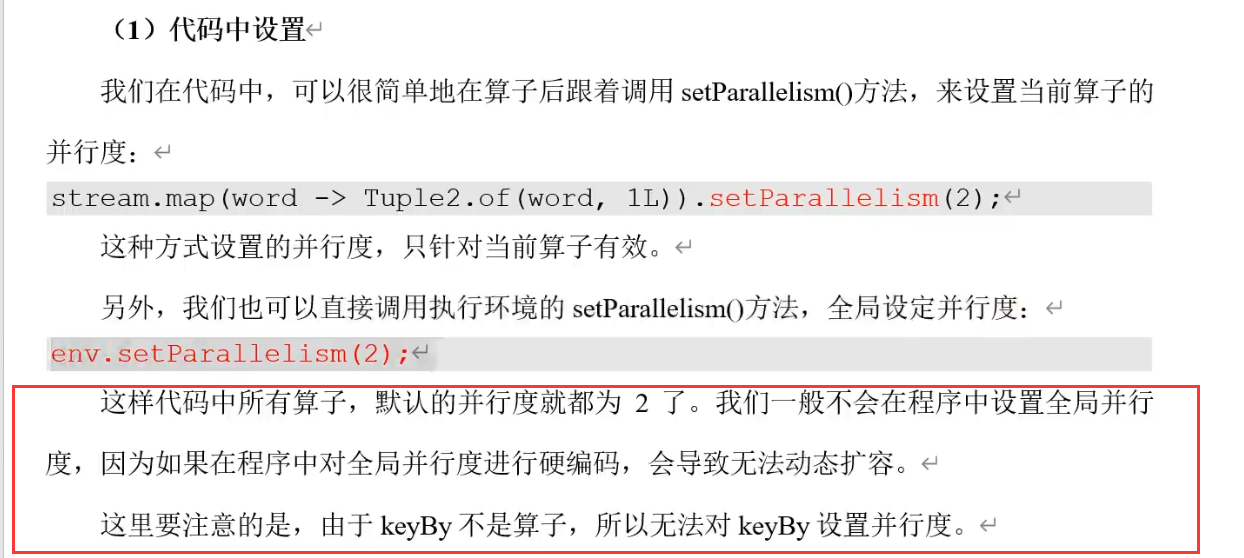 （1）代码中设置↵
我们在代码中，可以很简单地在算子后跟着调用 setParallelism()方法，来设置当前算子的
并行度：↵
stream.map(word -> Tuple2.of(word, 1L)).setParallelism(2);↵
这种方式设置的并行度，只针对当前算子有效。↵
另外，我们也可以直接调用执行环境的 setParallelism()方法，全局设定并行度：↵
env.setParallelism(2);↵
这样代码中所有算子，默认的并行度就都为 2 了。我们一般不会在程序中设置全局并行
度，因为如果在程序中对全局并行度进行硬编码，会导致无法动态扩容。↵
这里要注意的是，由于 keyBy 不是算子，所以无法对 keyBy 设置并行度。↵